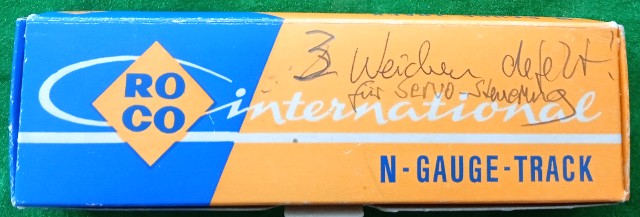 3 Weichen defekt!
für Servo-Steuerung
RO
CO
international
N-GAUGE-TRACK